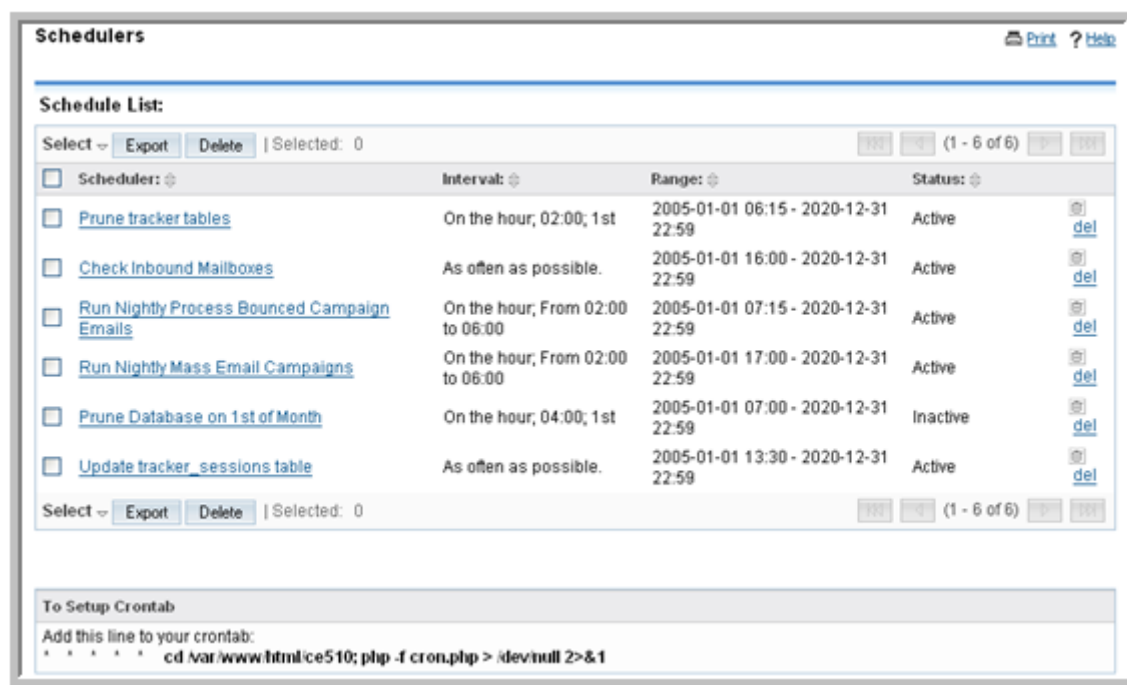 Schedulers
Print ? Help
Schedule List:
Select Export Delete | Selected: 0 (1 - 6 of 6)
Scheduler: Interval: Range: Status:
Prune tracker tables On the hour; 02:00; 1st 2005-01-01 06:15 - 2020-12-31 22:59 Active del
Check Inbound Mailboxes As often as possible. 2005-01-01 16:00 - 2020-12-31 22:59 Active del
Run Nightly Process Bounced Campaign Emails On the hour; From 02:00 to 06:00 2005-01-01 07:15 - 2020-12-31 22:59 Active del
Run Nightly Mass Email Campaigns On the hour; From 02:00 to 06:00 2005-01-01 17:00 - 2020-12-31 22:59 Active del
Prune Database on 1st of Month On the hour; 04:00; 1st 2005-01-01 07:00 - 2020-12-31 22:59 Inactive del
Update tracker_sessions table As often as possible. 2005-01-01 13:30 - 2020-12-31 22:59 Active del
Select Export Delete | Selected: 0 (1 - 6 of 6)
To Setup Crontab
Add this line to your crontab:
* * * * * cd /var/www/html/ce510; php -f cron.php > /dev/null 2>&1